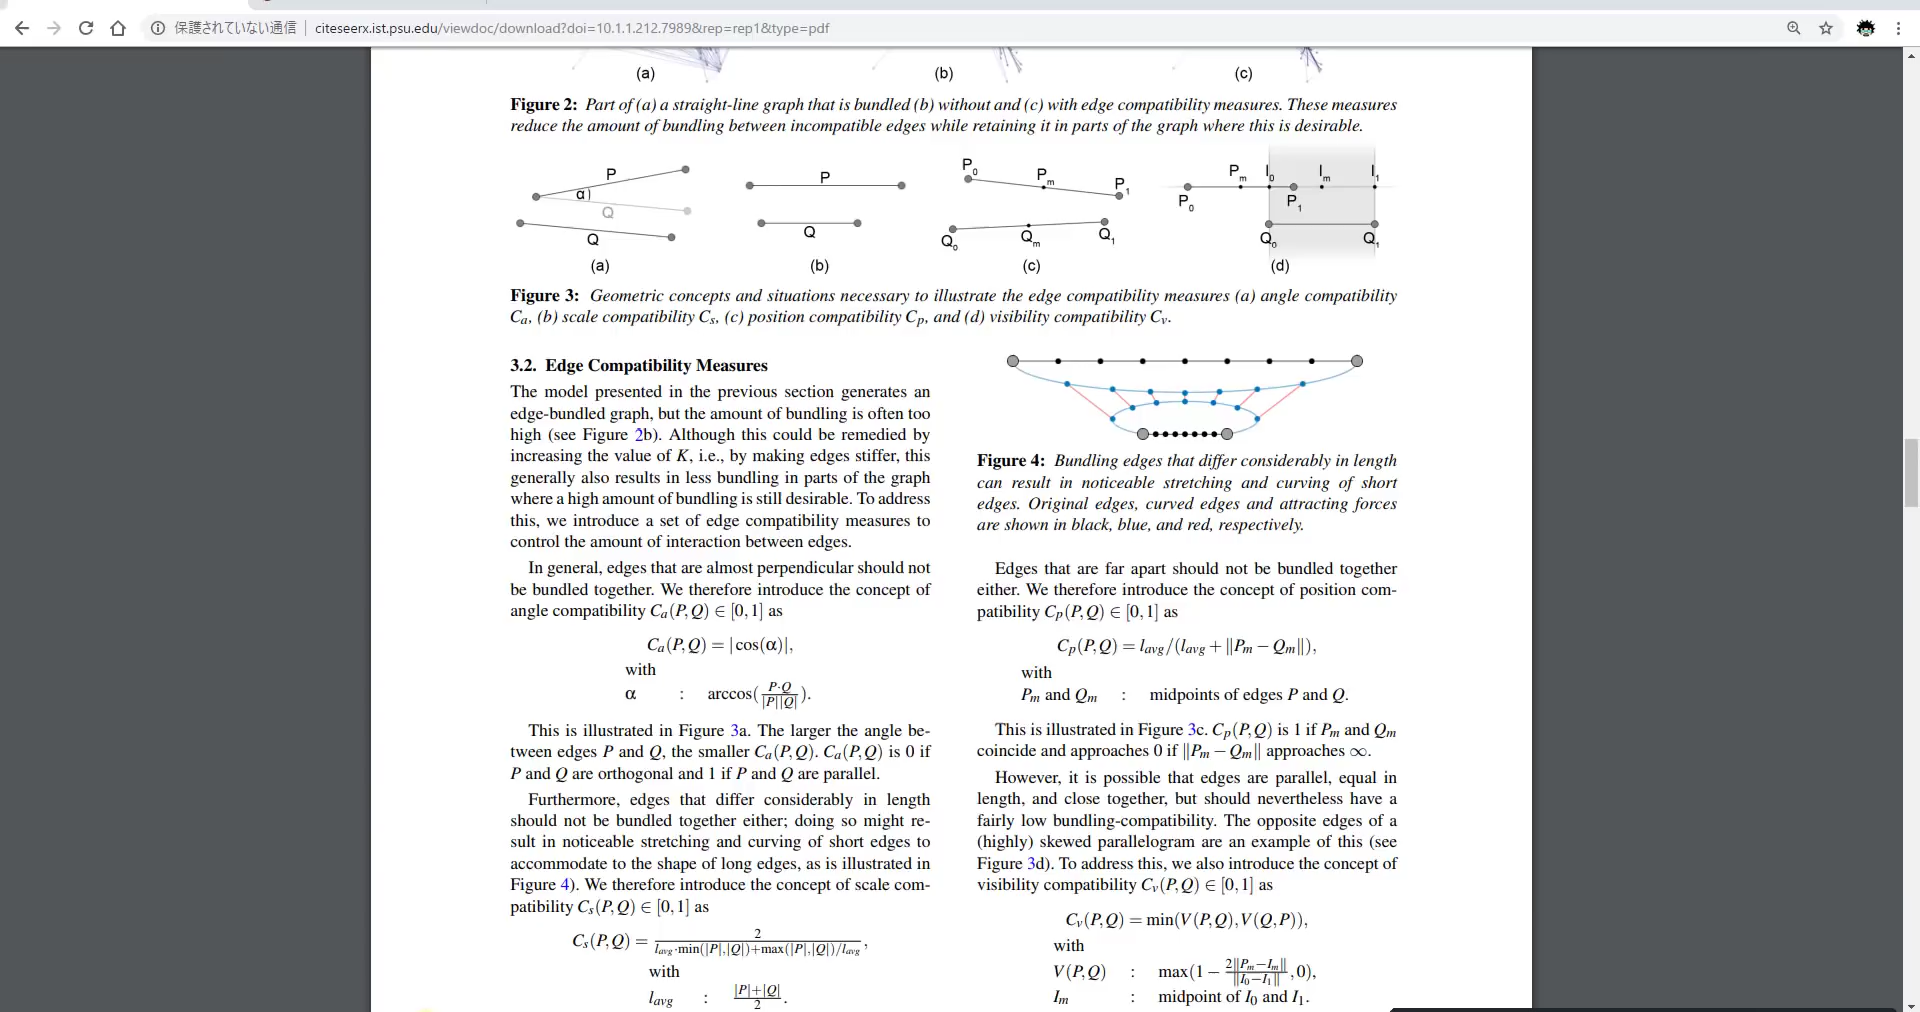 保護されていない通信 citeseerx.ist.psu.edu/viewdoc/download?doi=10.1.1.212.7989&rep=rep1&type=pdf
(a) (b) (c)
Figure 2: Part of (a) a straight-line graph that is bundled (b) without and (c) with edge compatibility measures. These measures
reduce the amount of bundling between incompatible edges while retaining it in parts of the graph where this is desirable.
P
α
Q
Q
(a)
P
Q
(b)
P0 Pm P1
Q0 Qm Q1
(c)
Pm I0 Im I1
P0 P1
Q0 Q1
(d)
Figure 3: Geometric concepts and situations necessary to illustrate the edge compatibility measures (a) angle compatibility
Ca, (b) scale compatibility Cs, (c) position compatibility Cp, and (d) visibility compatibility Cv.
3.2. Edge Compatibility Measures
The model presented in the previous section generates an
edge-bundled graph, but the amount of bundling is often too
high (see Figure 2b). Although this could be remedied by
increasing the value of K, i.e., by making edges stiffer, this
generally also results in less bundling in parts of the graph
where a high amount of bundling is still desirable. To address
this, we introduce a set of edge compatibility measures to
control the amount of interaction between edges.
In general, edges that are almost perpendicular should not
be bundled together. We therefore introduce the concept of
angle compatibility Ca(P,Q) ∈ [0,1] as
Ca(P,Q) = |cos(α)|,
with
α : arccos(P·Q / |P||Q|).
This is illustrated in Figure 3a. The larger the angle be-
tween edges P and Q, the smaller Ca(P,Q). Ca(P,Q) is 0 if
P and Q are orthogonal and 1 if P and Q are parallel.
Furthermore, edges that differ considerably in length
should not be bundled together either; doing so might re-
sult in noticeable stretching and curving of short edges to
accommodate to the shape of long edges, as is illustrated in
Figure 4). We therefore introduce the concept of scale com-
patibility Cs(P,Q) ∈ [0,1] as
Cs(P,Q) = 2 / lavg·min(|P|,|Q|)+max(|P|,|Q|)/lavg ,
with
lavg : |P|+|Q| / 2 .
Figure 4: Bundling edges that differ considerably in length
can result in noticeable stretching and curving of short
edges. Original edges, curved edges and attracting forces
are shown in black, blue, and red, respectively.
Edges that are far apart should not be bundled together
either. We therefore introduce the concept of position com-
patibility Cp(P,Q) ∈ [0,1] as
Cp(P,Q) = lavg/(lavg + ‖Pm − Qm‖),
with
Pm and Qm : midpoints of edges P and Q.
This is illustrated in Figure 3c. Cp(P,Q) is 1 if Pm and Qm
coincide and approaches 0 if ‖Pm − Qm‖ approaches ∞.
However, it is possible that edges are parallel, equal in
length, and close together, but should nevertheless have a
fairly low bundling-compatibility. The opposite edges of a
(highly) skewed parallelogram are an example of this (see
Figure 3d). To address this, we also introduce the concept of
visibility compatibility Cv(P,Q) ∈ [0,1] as
Cv(P,Q) = min(V(P,Q),V(Q,P)),
with
V(P,Q) : max(1 − 2‖Pm−Im‖ / ‖I0−I1‖ ,0),
Im : midpoint of I0 and I1.